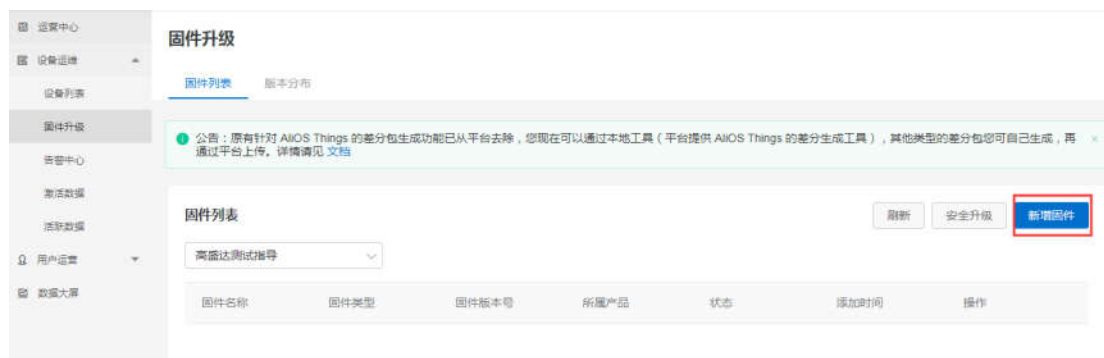 运营中心
设备运维
设备列表
固件升级
告警中心
激活数据
活跃数据
用户运营
数据大屏
固件升级
固件列表 版本分布
公告：原有针对 AliOS Things 的差分包生成功能已从平台去除，您现在可以通过本地工具（平台提供 AliOS Things 的差分生成工具），其他类型的差分包您可自己生成，再
通过平台上传。详情请见 文档 ×
固件列表 刷新 安全升级 新增固件
高盛达测试指导
固件名称 固件类型 固件版本号 所属产品 状态 添加时间 操作